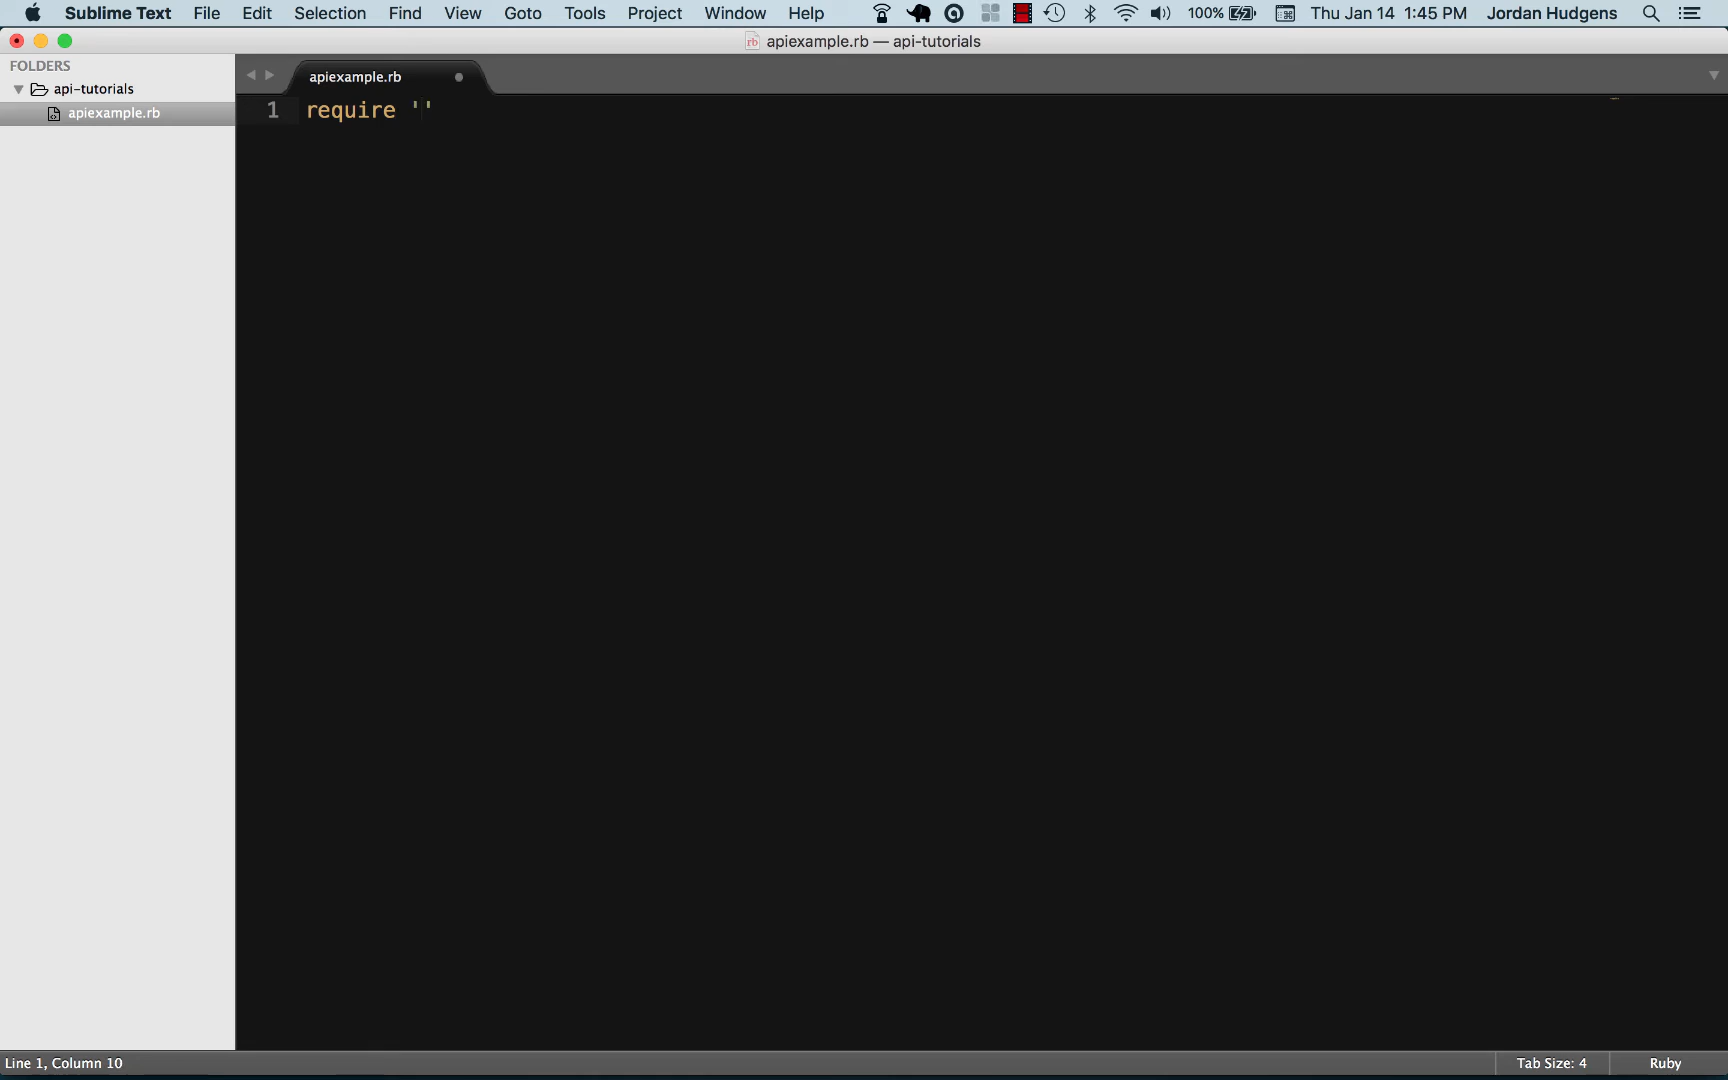 Sublime Text File Edit Selection Find View Goto Tools Project Window Help 100% Thu Jan 14 1:45 PM Jordan Hudgens
rb apiexample.rb — api-tutorials
FOLDERS
api-tutorials
apiexample.rb
apiexample.rb
1 require ''
Line 1, Column 10 Tab Size: 4 Ruby